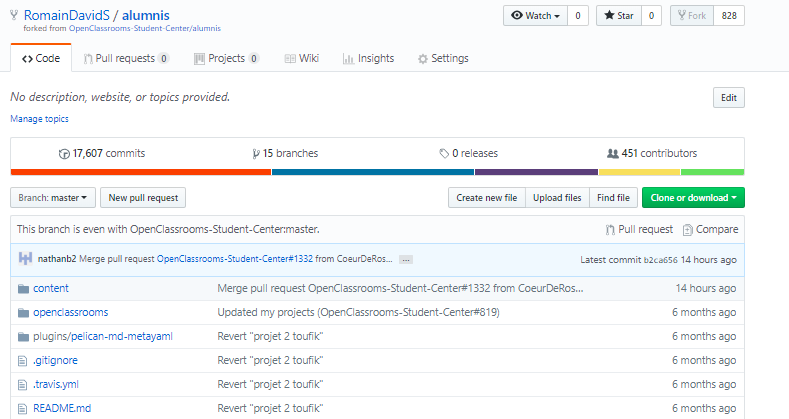 RomainDavidS / alumnis Watch 0 Star 0 Fork 828
forked from OpenClassrooms-Student-Center/alumnis
Code Pull requests 0 Projects 0 Wiki Insights Settings
No description, website, or topics provided. Edit
Manage topics
17,607 commits 15 branches 0 releases 451 contributors
Branch: master New pull request Create new file Upload files Find file Clone or download
This branch is even with OpenClassrooms-Student-Center:master. Pull request Compare
nathanb2 Merge pull request OpenClassrooms-Student-Center#1332 from CoeurDeRos... ... Latest commit b2ca656 14 hours ago
content Merge pull request OpenClassrooms-Student-Center#1332 from CoeurDeRos... 14 hours ago
openclassrooms Updated my projects (OpenClassrooms-Student-Center#819) 6 months ago
plugins/pelican-md-metayaml Revert "projet 2 toufik" 6 months ago
.gitignore Revert "projet 2 toufik" 6 months ago
.travis.yml Revert "projet 2 toufik" 6 months ago
README.md Revert "projet 2 toufik" 6 months ago